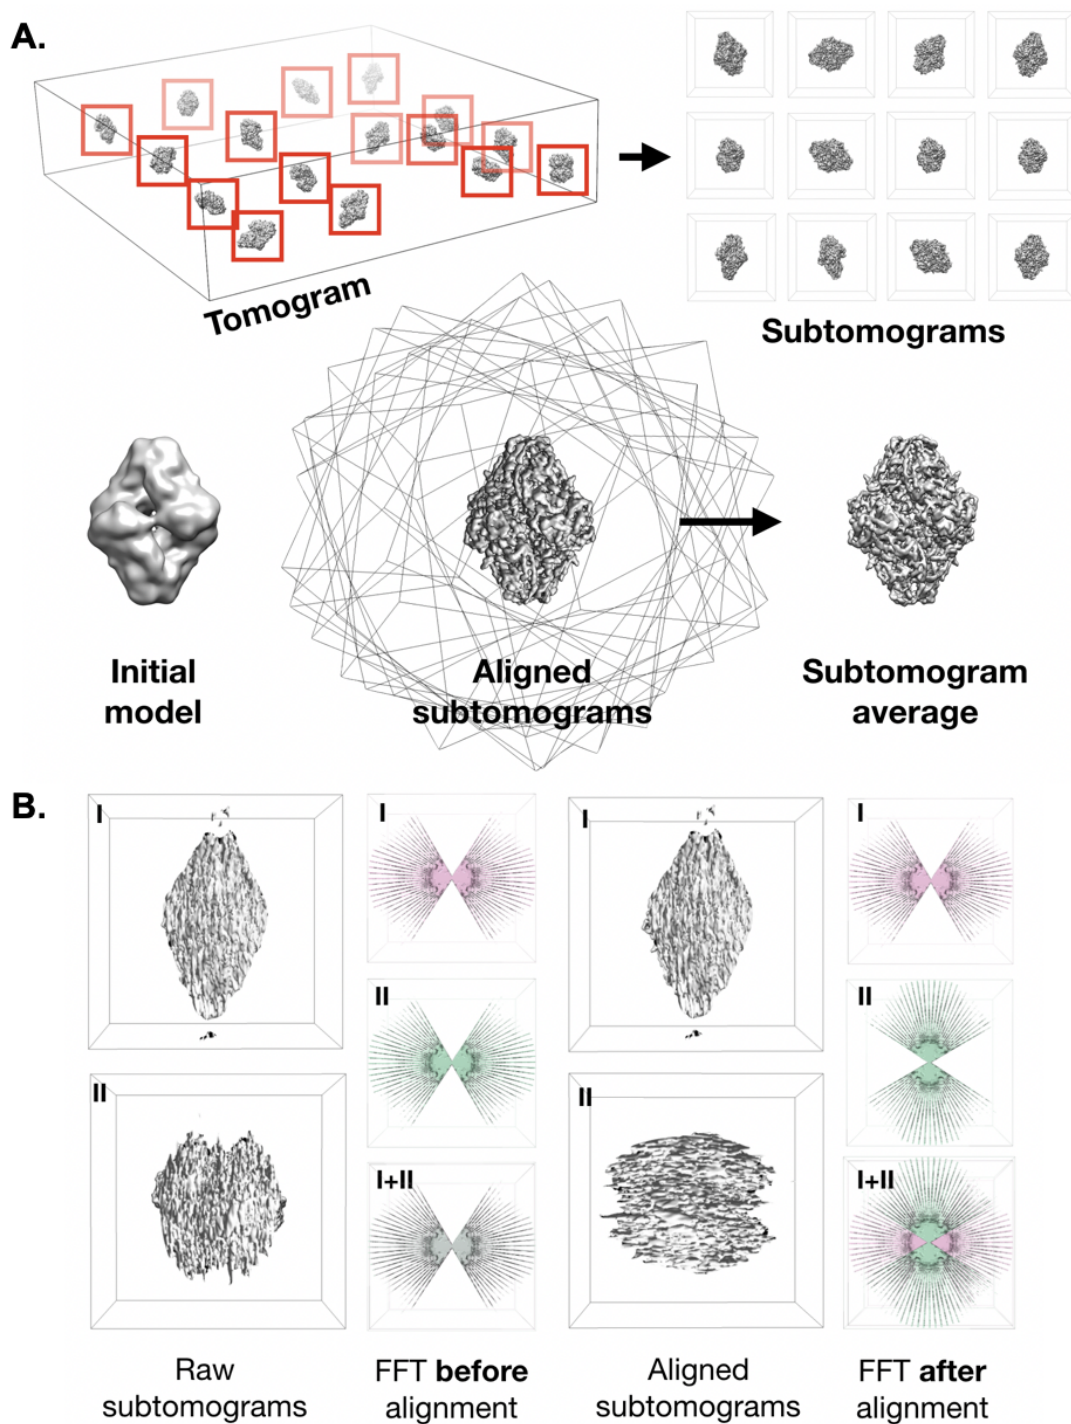 A.
Tomogram
Subtomograms
Initial
model
Aligned
subtomograms
Subtomogram
average
B.
I
I
I
I
II
II
II
II
I+II
I+II
Raw
subtomograms
FFT before
alignment
Aligned
subtomograms
FFT after
alignment